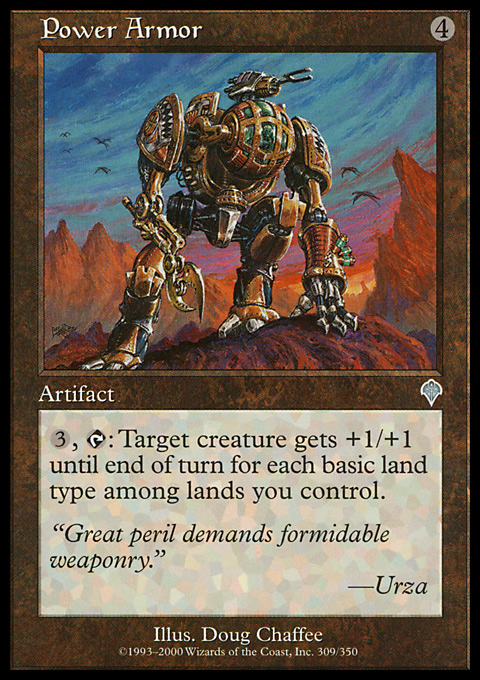 Power Armor 4
Artifact
3, : Target creature gets +1/+1
until end of turn for each basic land
type among lands you control.
“Great peril demands formidable
weaponry.”
—Urza
Illus. Doug Chaffee
©1993–2000 Wizards of the Coast, Inc. 309/350